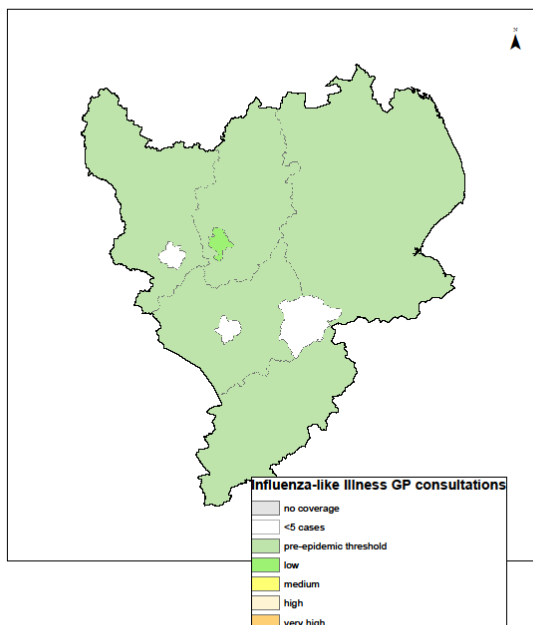 Influenza-like Illness GP consultations
no coverage
<5 cases
pre-epidemic threshold
low
medium
high
very high